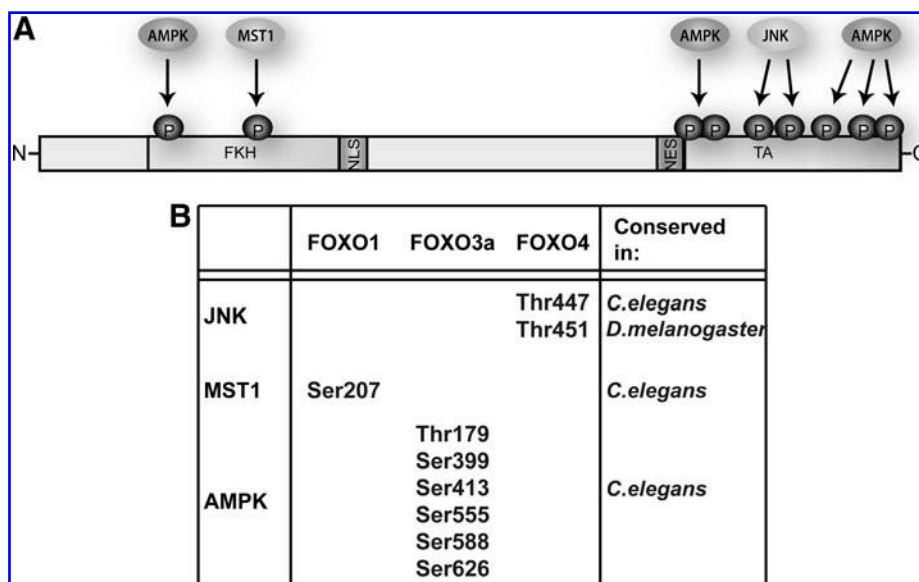 A
AMPK MST1 AMPK JNK AMPK
P P P P P P P P P
N FKH NLS NES TA C
B
FOXO1 FOXO3a FOXO4 Conserved in:
JNK Thr447 C.elegans
Thr451 D.melanogaster
MST1 Ser207 C.elegans
Thr179
Ser399
Ser413
AMPK C.elegans
Ser555
Ser588
Ser626